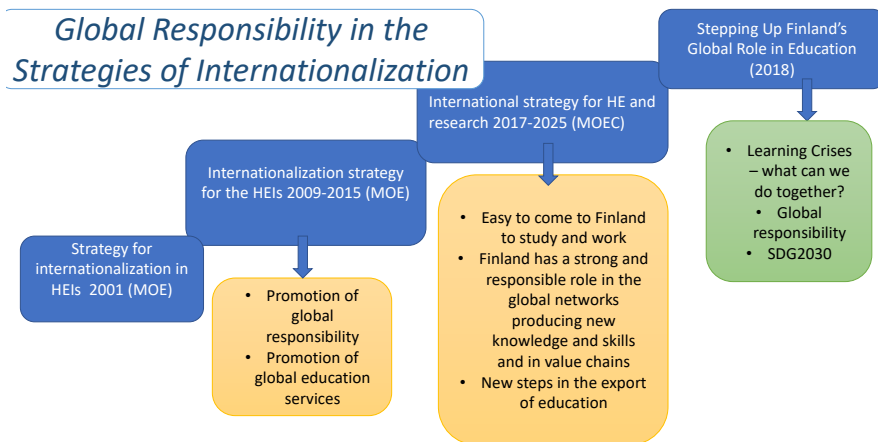 Global Responsibility in the
Strategies of Internationalization
Strategy for
internationalization in
HEIs 2001 (MOE)
Internationalization strategy
for the HEIs 2009-2015 (MOE)
• Promotion of
global
responsibility
• Promotion of
global education
services
International strategy for HE and
research 2017-2025 (MOEC)
• Easy to come to Finland
to study and work
• Finland has a strong and
responsible role in the
global networks
producing new
knowledge and skills
and in value chains
• New steps in the export
of education
Stepping Up Finland's
Global Role in Education
(2018)
• Learning Crises
– what can we
do together?
• Global
responsibility
• SDG2030